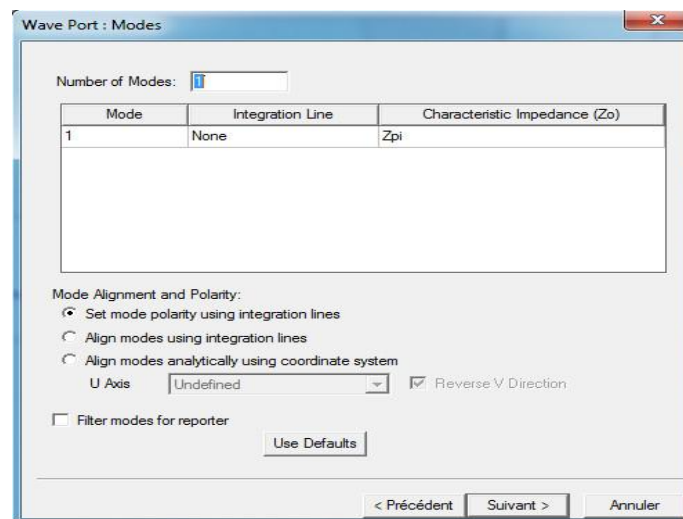 Wave Port : Modes
Number of Modes: 1
Mode Integration Line Characteristic Impedance (Zo)
1 None Zpi
Mode Alignment and Polarity:
Set mode polarity using integration lines
Align modes using integration lines
Align modes analytically using coordinate system
U Axis Undefined Reverse V Direction
Filter modes for reporter
Use Defaults
< Précédent Suivant > Annuler